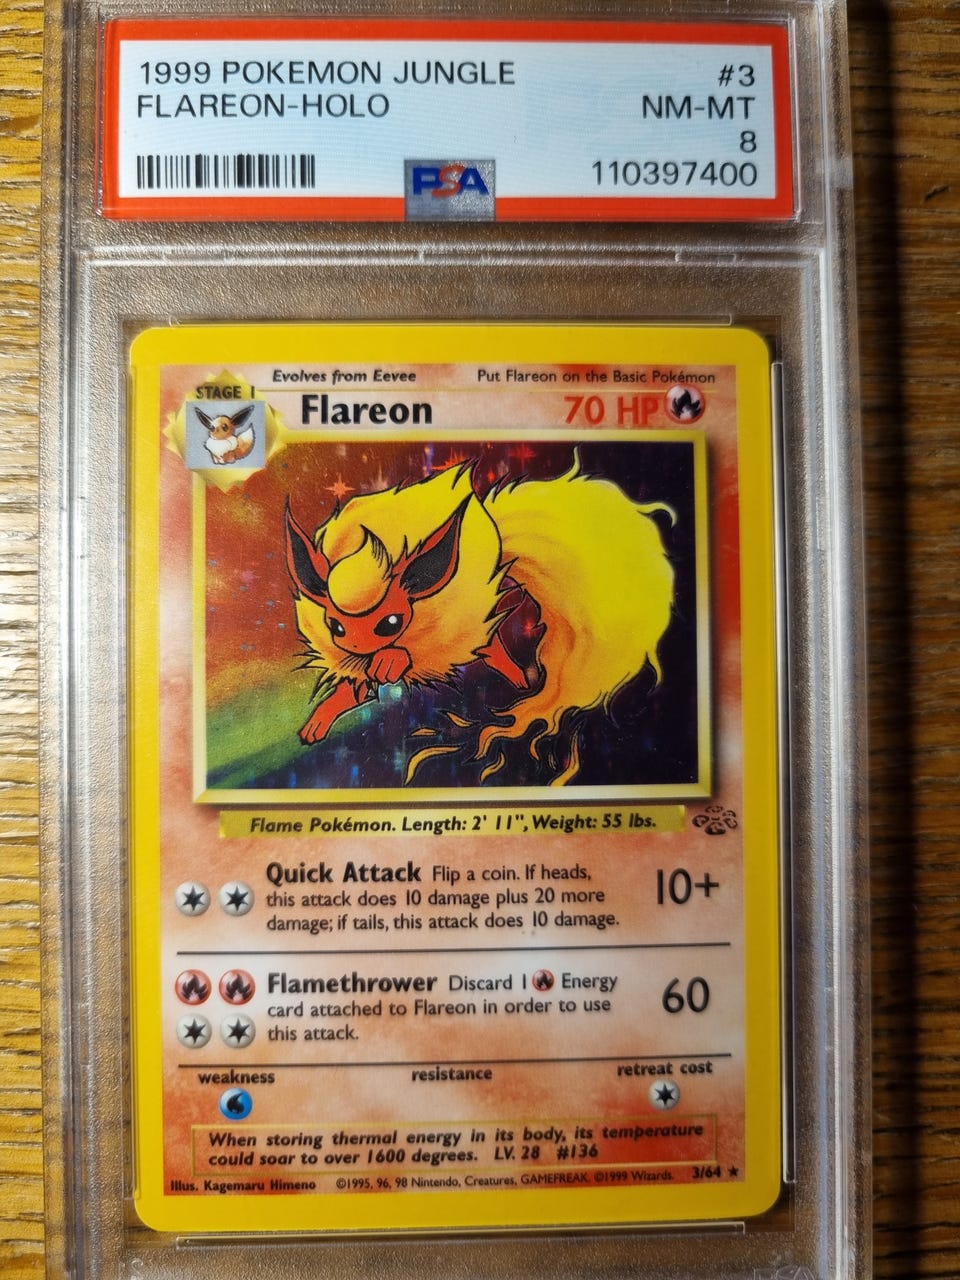 1999 POKEMON JUNGLE #3
FLAREON-HOLO NM-MT
8
PSA 110397400
Evolves from Eevee Put Flareon on the Basic Pokémon
STAGE 1
Flareon 70 HP
Flame Pokémon. Length: 2' 11", Weight: 55 lbs.
Quick Attack Flip a coin. If heads,
this attack does 10 damage plus 20 more 10+
damage; if tails, this attack does 10 damage.
Flamethrower Discard 1 Energy
card attached to Flareon in order to use 60
this attack.
weakness resistance retreat cost
When storing thermal energy in its body, its temperature
could soar to over 1600 degrees. LV. 28 #136
Illus. Kagemaru Himeno ©1995, 96, 98 Nintendo, Creatures, GAMEFREAK. ©1999 Wizards. 3/64 ★